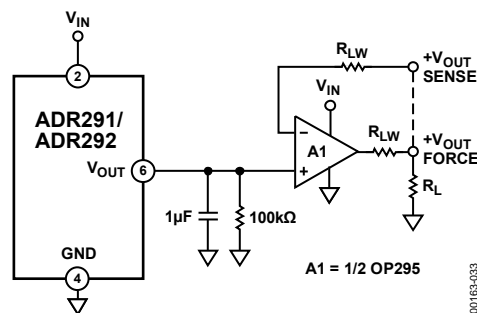 VIN
2
ADR291/
ADR292
VOUT 6
GND
4
1µF
100kΩ
RLW
+VOUT
SENSE
VIN
−
A1
+
RLW
+VOUT
FORCE
RL
A1 = 1/2 OP295
00163-033